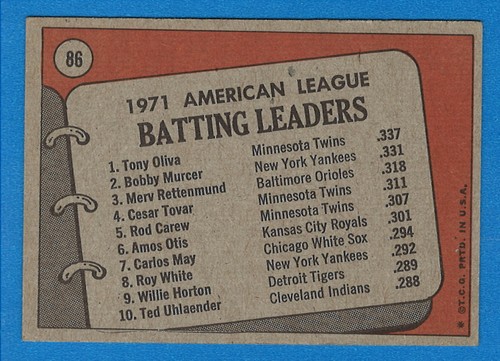 86
1971 AMERICAN LEAGUE
BATTING LEADERS
1. Tony Oliva Minnesota Twins .337
2. Bobby Murcer New York Yankees .331
3. Merv Rettenmund Baltimore Orioles .318
4. Cesar Tovar Minnesota Twins .311
5. Rod Carew Minnesota Twins .307
6. Amos Otis Kansas City Royals .301
7. Carlos May Chicago White Sox .294
8. Roy White New York Yankees .292
9. Willie Horton Detroit Tigers .289
10. Ted Uhlaender Cleveland Indians .288
* ©T.C.G. PRTD. IN U.S.A.